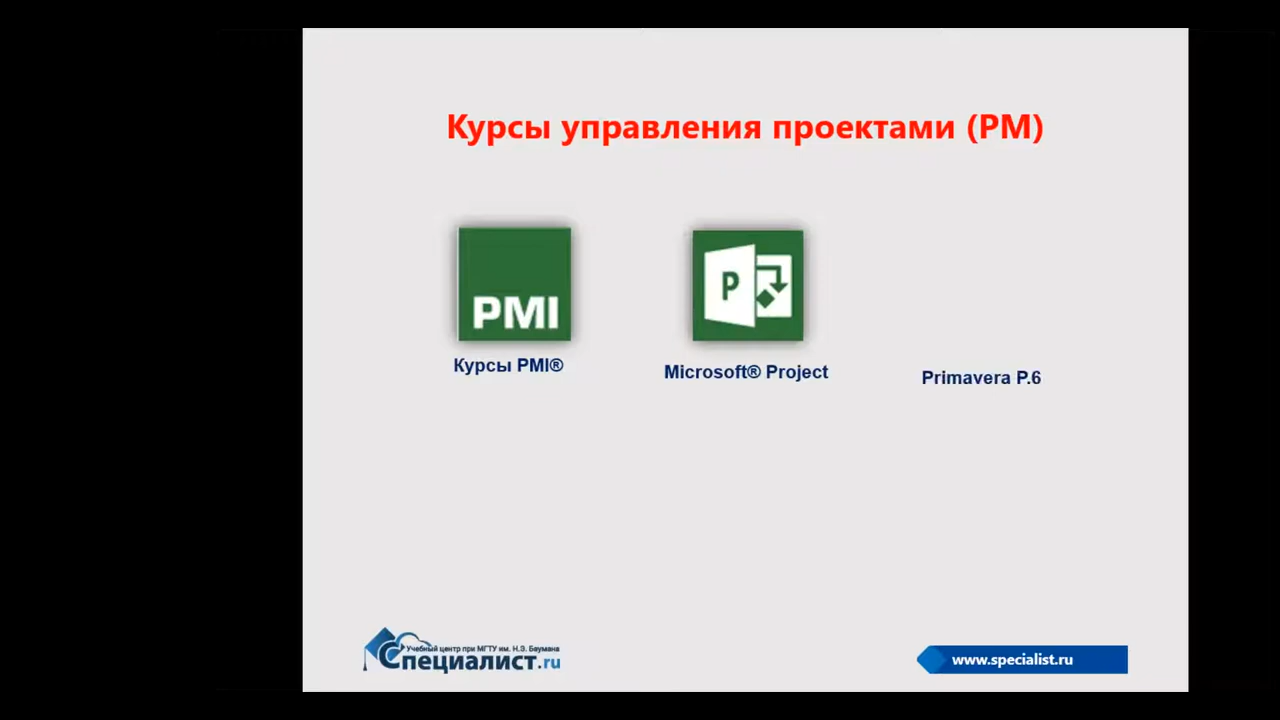 Курсы управления проектами (PM)
PMI
P
Курсы PMI®
Microsoft® Project
Primavera P.6
Учебный центр при МГТУ им. Н.Э. Баумана
Специалист.ru
www.specialist.ru